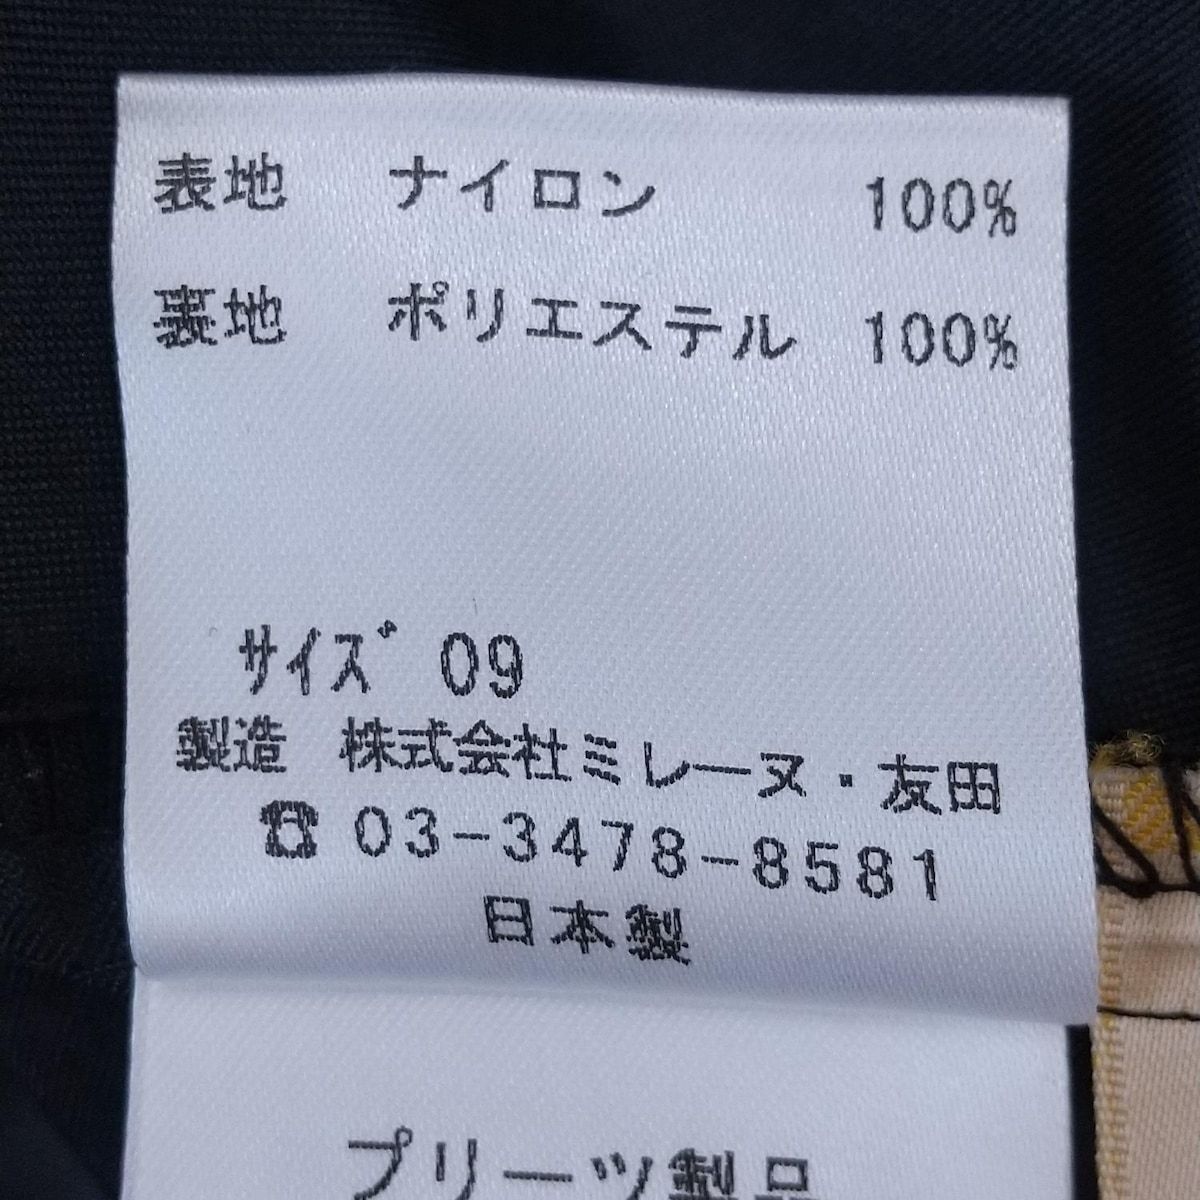 表地 ナイロン 100%
裏地 ポリエステル 100%
サイズ 09
製造 株式会社ミレーヌ・友田
☎ 03-3478-8581
日本製
プリーツ製品